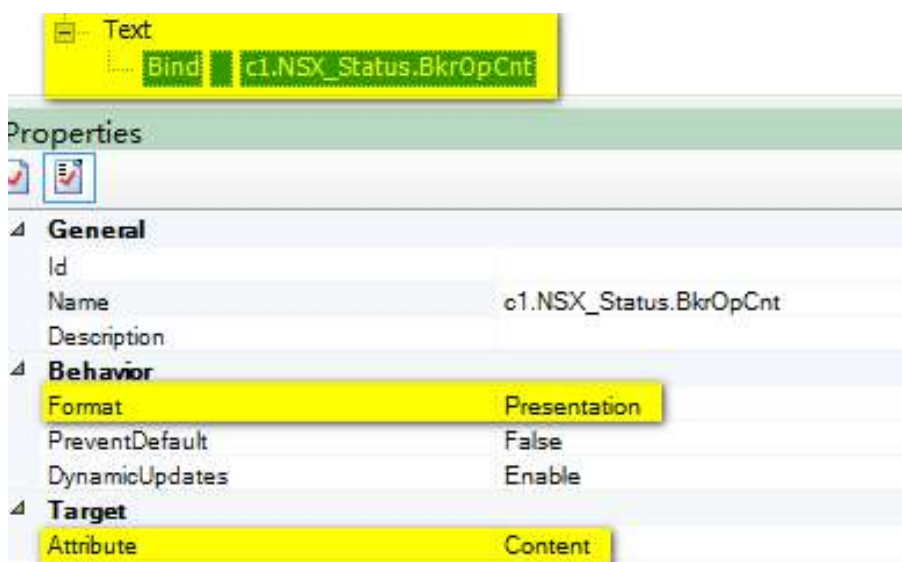 Text
Bind c1.NSX_Status.BkrOpCnt
Properties
General
Id
Name c1.NSX_Status.BkrOpCnt
Description
Behavior
Format Presentation
PreventDefault False
DynamicUpdates Enable
Target
Attribute Content